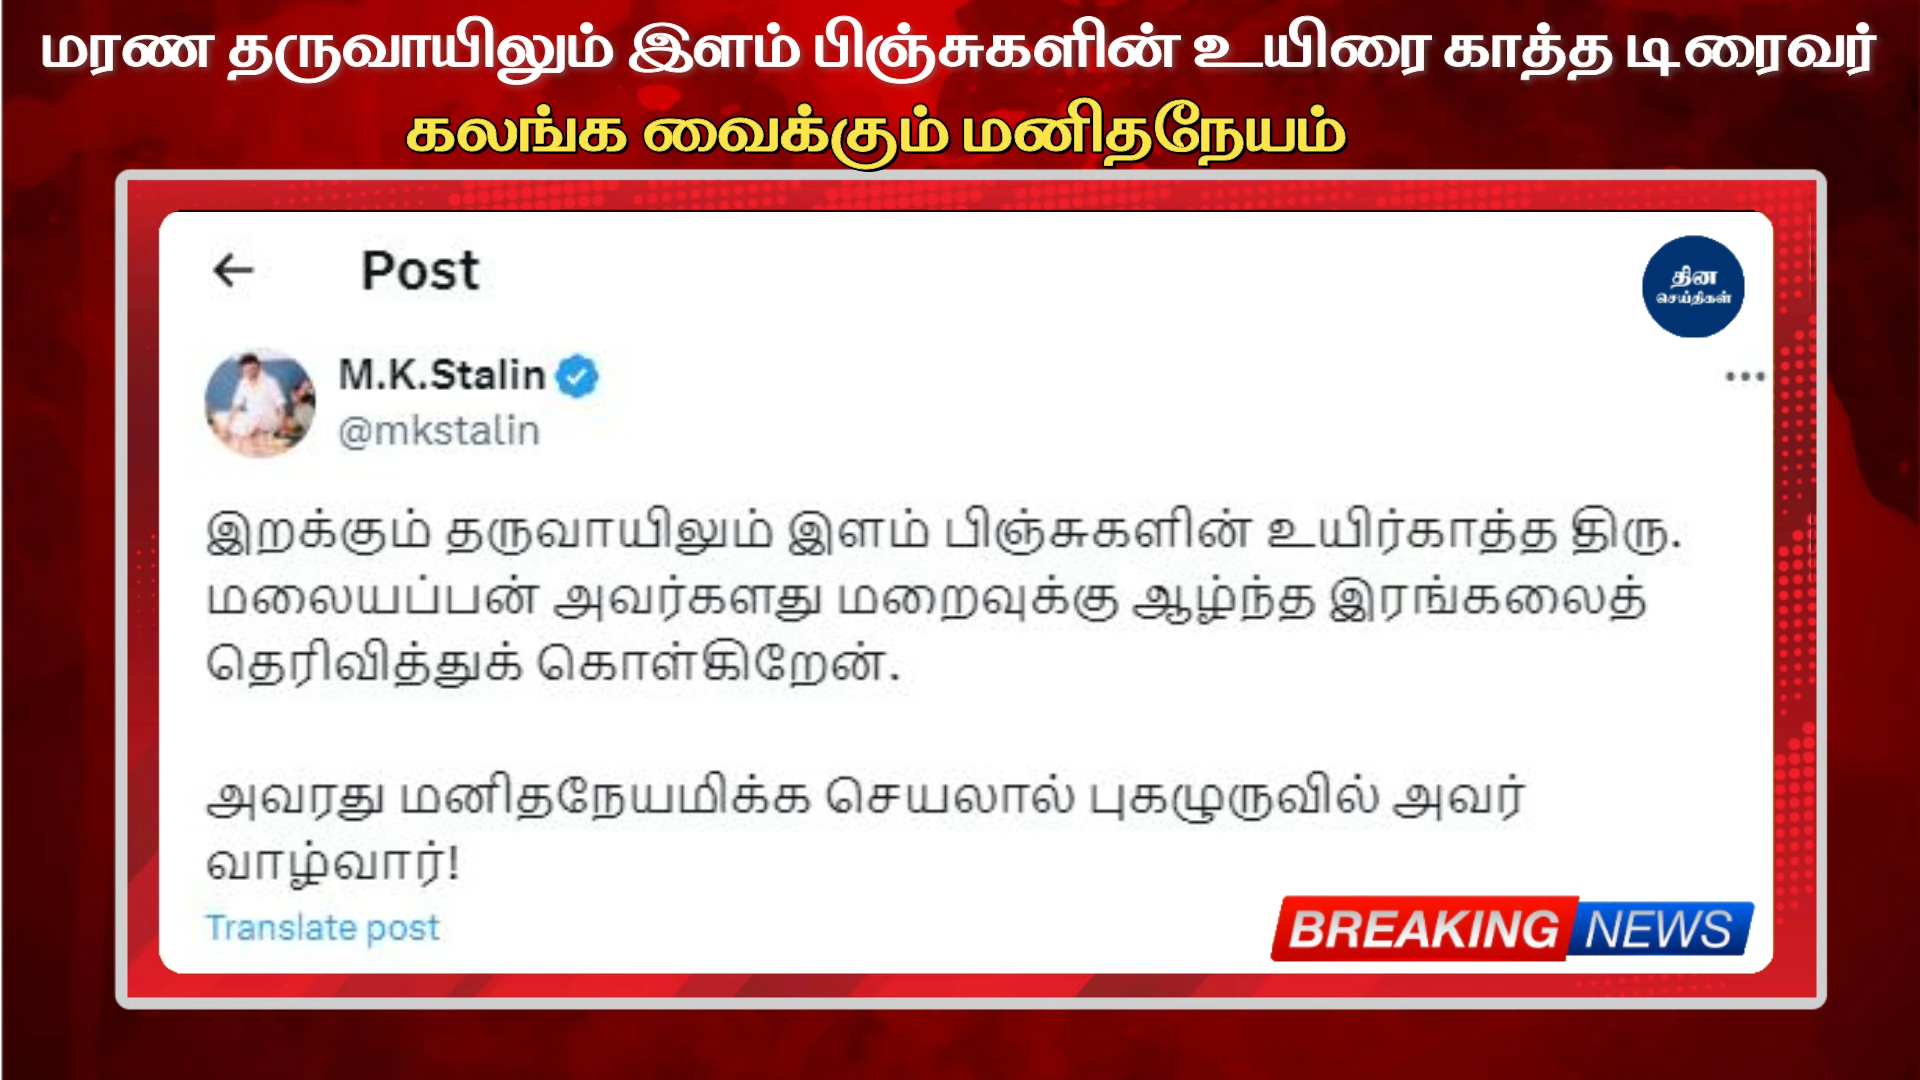 மரண தருவாயிலும் இளம் பிஞ்சுகளின் உயிரை காத்த டிரைவர்
கலங்க வைக்கும் மனிதநேயம்
Post
தின
செய்திகள்
M.K.Stalin
@mkstalin
இறக்கும் தருவாயிலும் இளம் பிஞ்சுகளின் உயிர்காத்த திரு.
மலையப்பன் அவர்களது மறைவுக்கு ஆழ்ந்த இரங்கலைத்
தெரிவித்துக் கொள்கிறேன்.
அவரது மனிதநேயமிக்க செயலால் புகழுருவில் அவர்
வாழ்வார்!
Translate post
BREAKING NEWS